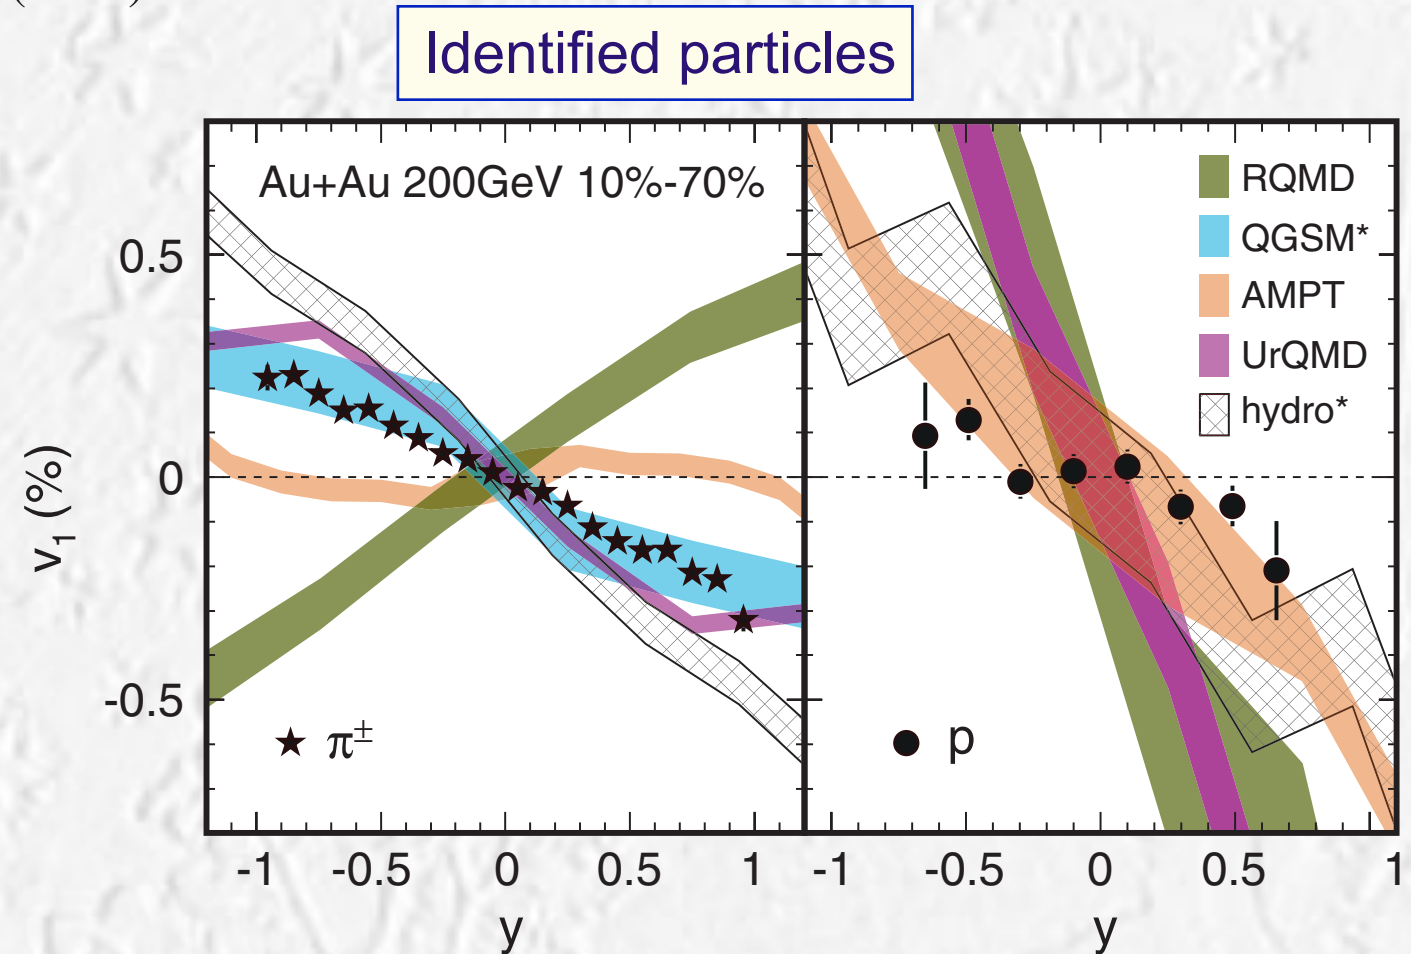 Identified particles
Au+Au 200GeV 10%-70%
RQMD
QGSM*
AMPT
UrQMD
hydro*
0.5
0
-0.5
v₁ (%)
π±
p
-1 -0.5 0 0.5 1
-1 -0.5 0 0.5 1
y
y